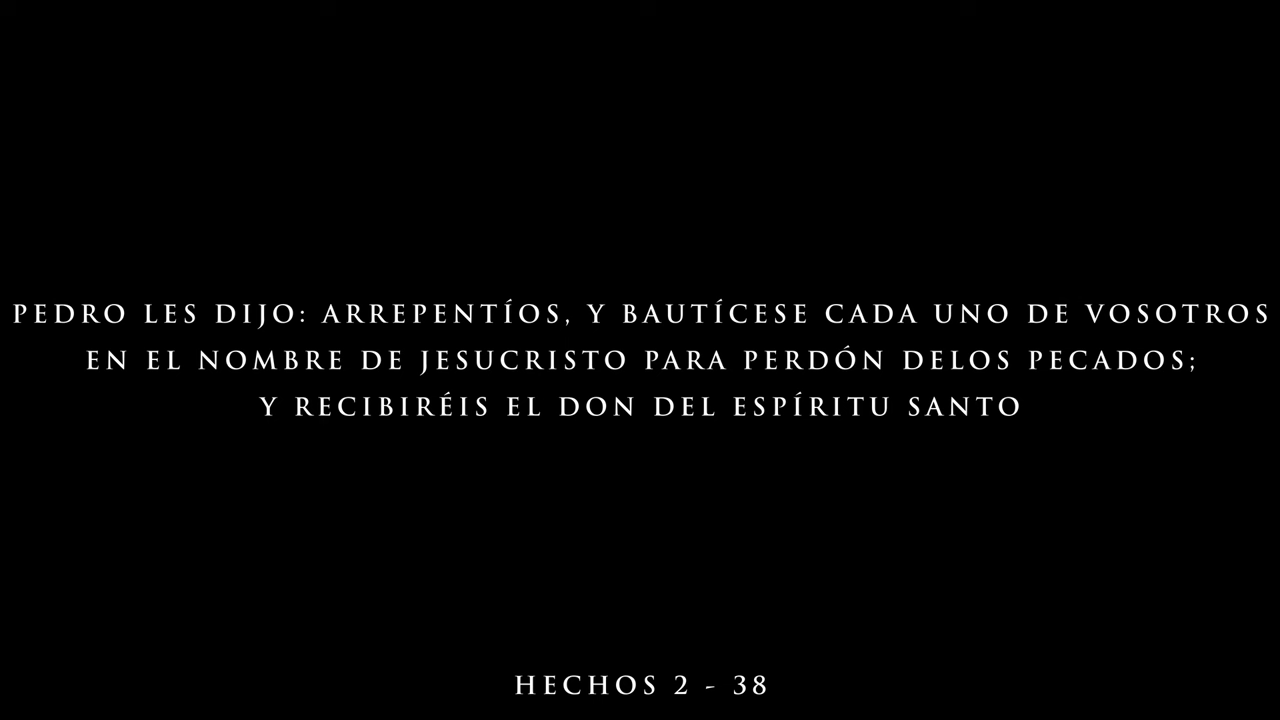 PEDRO LES DIJO: ARREPENTÍOS, Y BAUTÍCESE CADA UNO DE VOSOTROS
EN EL NOMBRE DE JESUCRISTO PARA PERDÓN DELOS PECADOS;
Y RECIBIRÉIS EL DON DEL ESPÍRITU SANTO
HECHOS 2 - 38